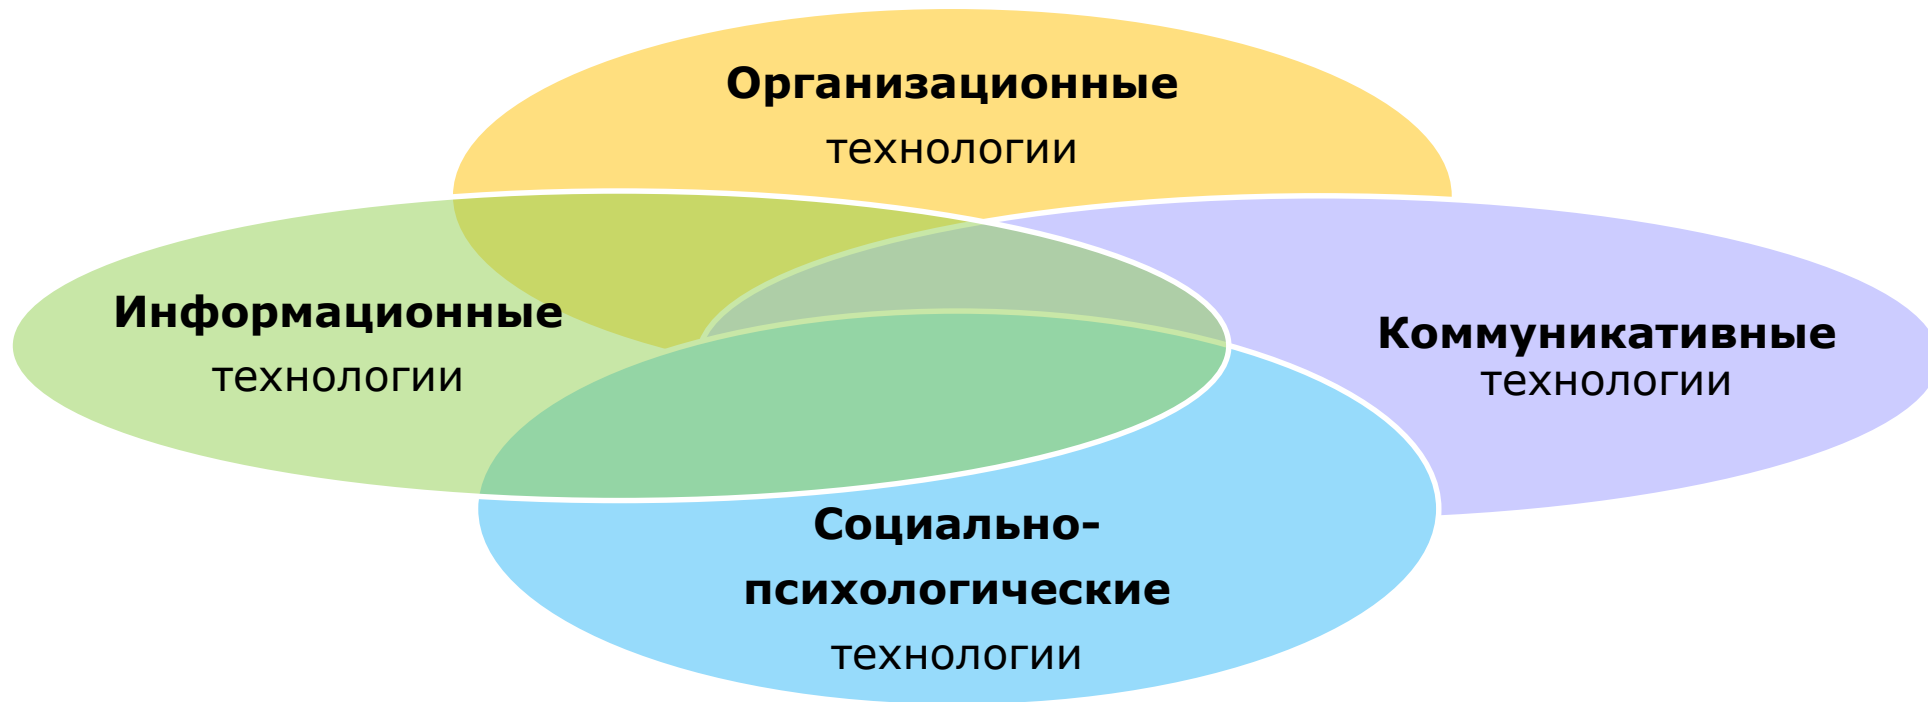 Организационные
технологии
Информационные
технологии
Коммуникативные
технологии
Социально-
психологические
технологии